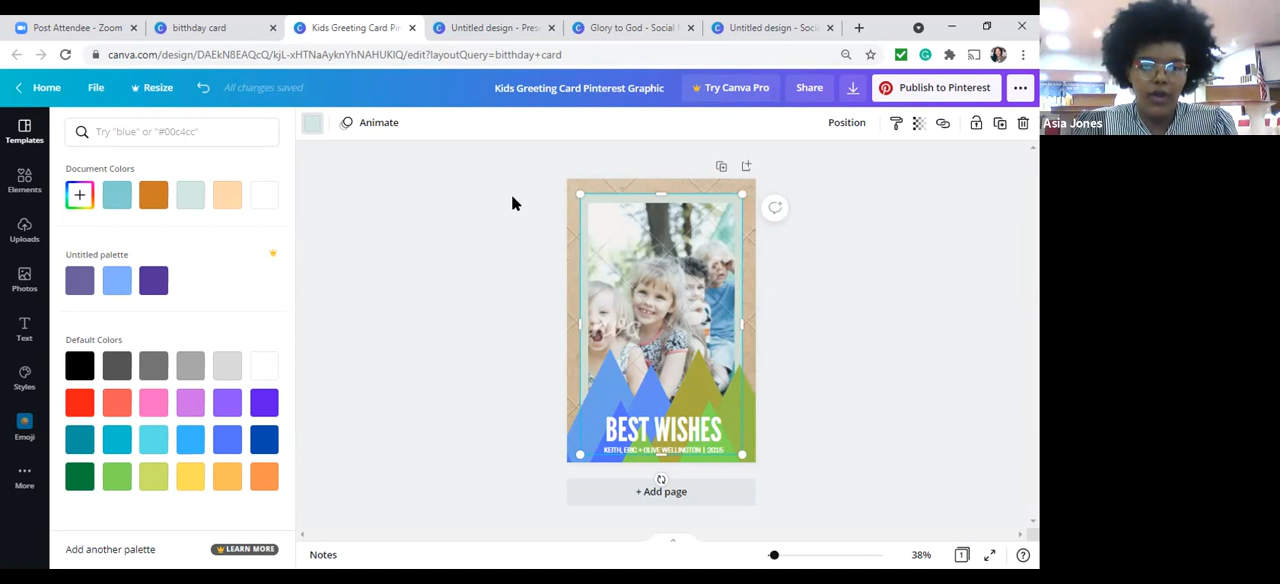 Post Attendee - Zoom
bitthday card
Kids Greeting Card Pin
Untitled design - Pres
Glory to God - Social
Untitled design - Soci
canva.com/design/DAEkN8EAQcQ/kjL-xHTNaAyknYhNAHUKlQ/edit?layoutQuery=bitthday+card
Home
File
Resize
All changes saved
Kids Greeting Card Pinterest Graphic
Try Canva Pro
Share
Publish to Pinterest
Asia Jones
Templates
Elements
Uploads
Photos
Text
Styles
Emoji
More
Try "blue" or "#00c4cc"
Animate
Position
Document Colors
Untitled palette
Default Colors
Add another palette
LEARN MORE
BEST WISHES
KEITH, ERIC + OLIVE WELLINGTON | 2015
+ Add page
Notes
38%
1